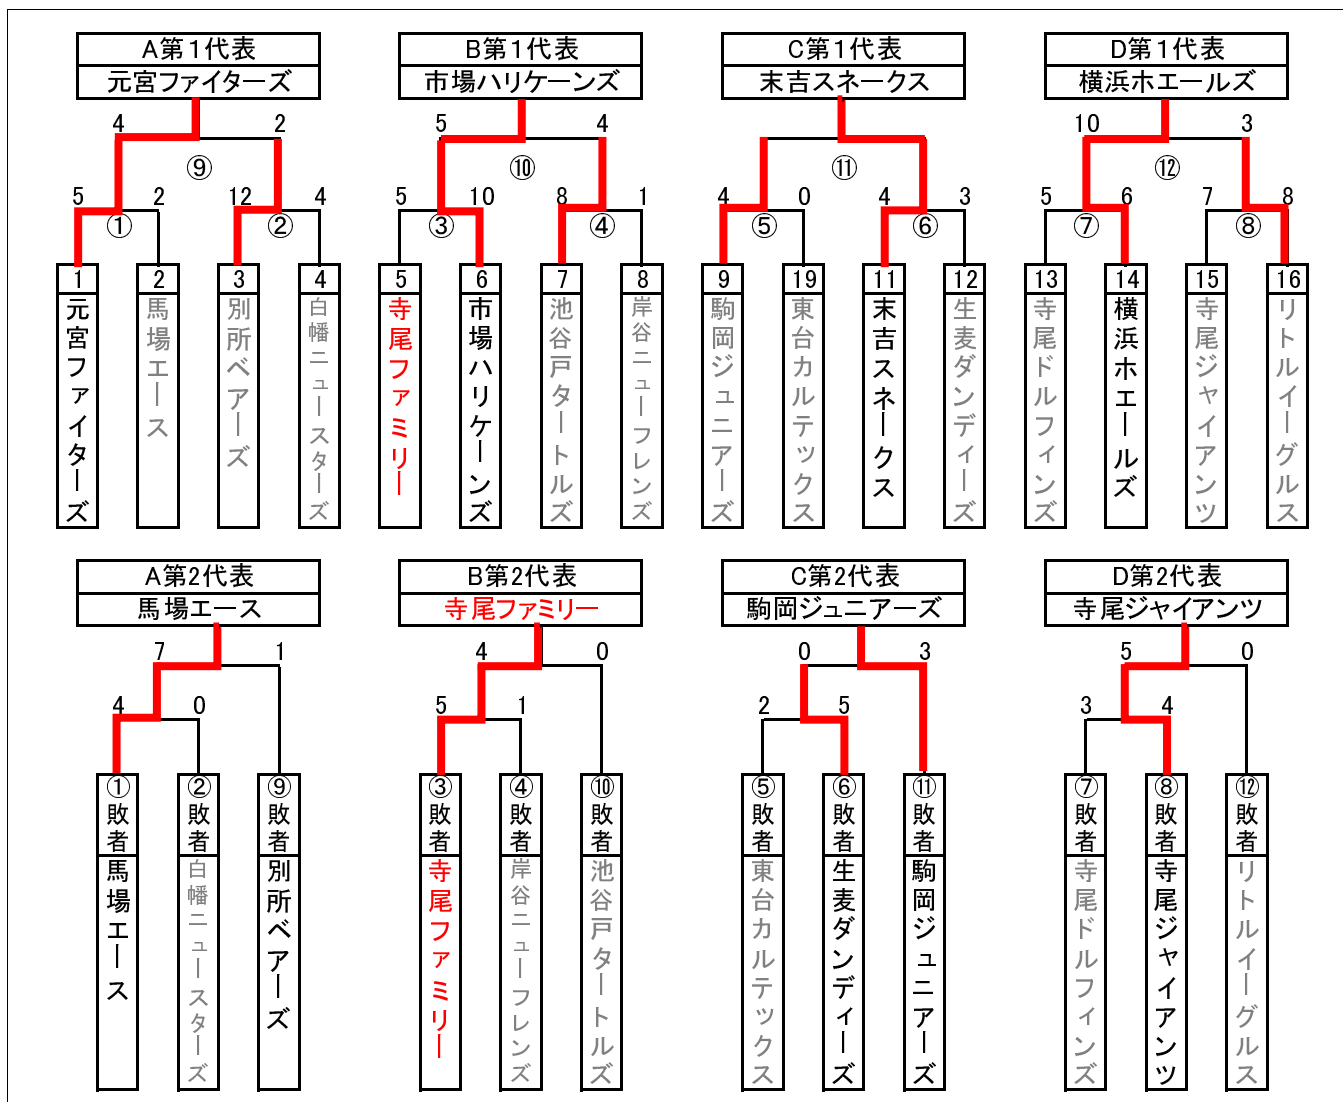 A第1代表
元宮ファイターズ
B第1代表
市場ハリケーンズ
C第1代表
末吉スネークス
D第1代表
横浜ホエールズ
4 2
5 4
10 3
⑨
⑩
⑪
⑫
5 2 12 4
5 10 8 1
4 0 4 3
5 6 7 8
① ②
③ ④
⑤ ⑥
⑦ ⑧
1
元宮ファイターズ
2
馬場エース
3
別所ベアーズ
4
白幡ニュースターズ
5
寺尾ファミリー
6
市場ハリケーンズ
7
池谷戸タートルズ
8
岸谷ニューフレンズ
9
駒岡ジュニアーズ
19
東台カルテックス
11
末吉スネークス
12
生麦ダンディーズ
13
寺尾ドルフィンズ
14
横浜ホエールズ
15
寺尾ジャイアンツ
16
リトルイーグルス
A第2代表
馬場エース
B第2代表
寺尾ファミリー
C第2代表
駒岡ジュニアーズ
D第2代表
寺尾ジャイアンツ
7 1
4 0
0 3
5 0
4 0
5 1
2 5
3 4
①敗者
馬場エース
②敗者
白幡ニュースターズ
⑨敗者
別所ベアーズ
③敗者
寺尾ファミリー
④敗者
岸谷ニューフレンズ
⑩敗者
池谷戸タートルズ
⑤敗者
東台カルテックス
⑥敗者
生麦ダンディーズ
⑪敗者
駒岡ジュニアーズ
⑦敗者
寺尾ドルフィンズ
⑧敗者
寺尾ジャイアンツ
⑫敗者
リトルイーグルス